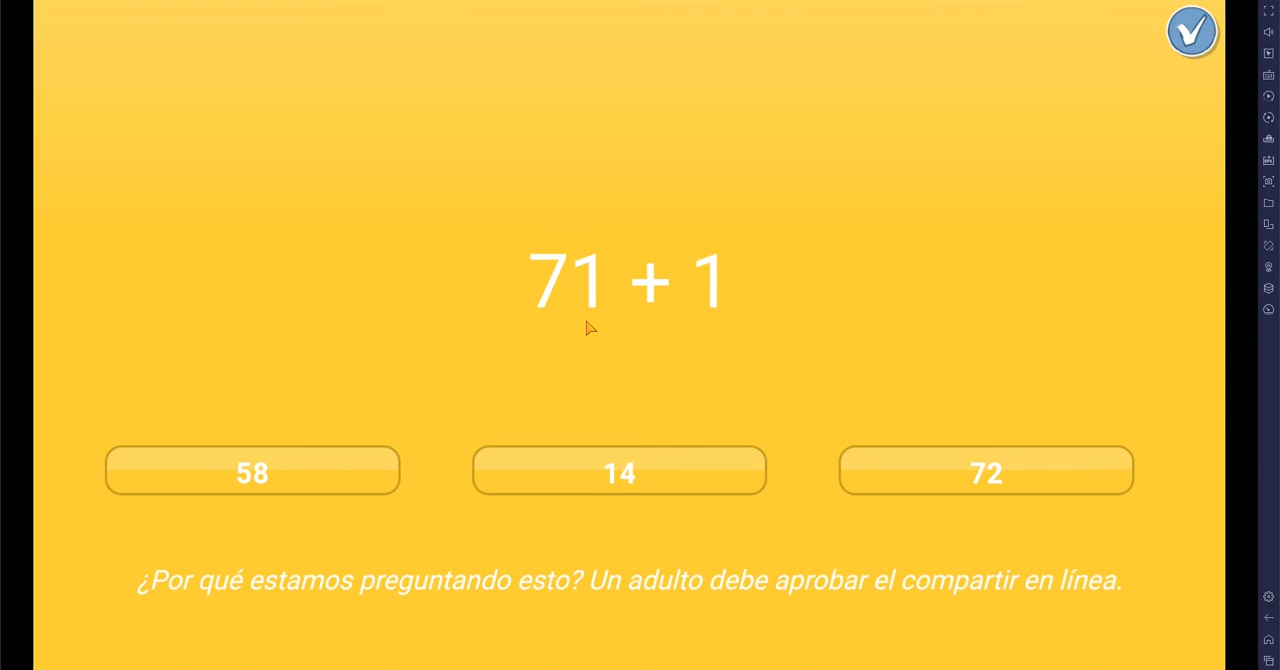 71 + 1
58
14
72
¿Por qué estamos preguntando esto? Un adulto debe aprobar el compartir en línea.